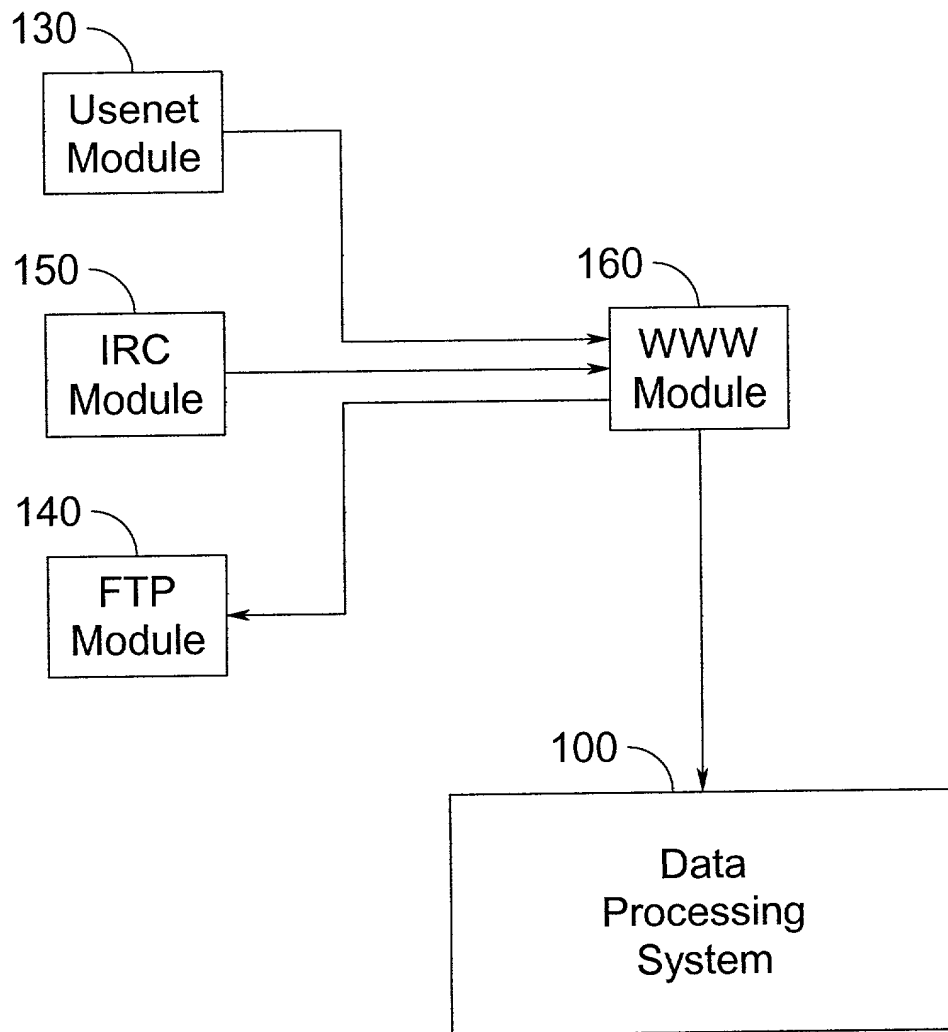 130
Usenet
Module
150
IRC
Module
160
WWW
Module
140
FTP
Module
100
Data
Processing
System